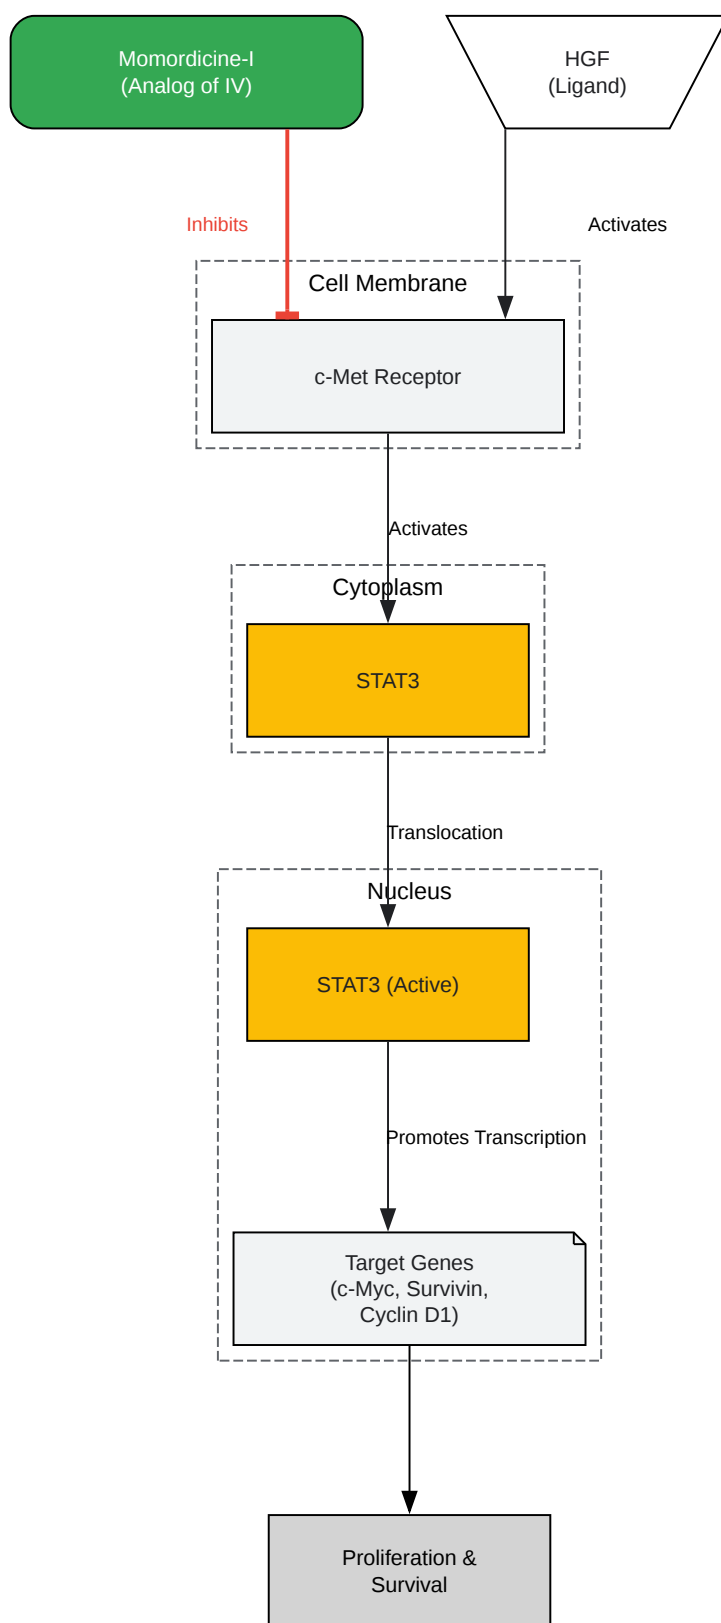 Momordicine-I
(Analog of IV)
HGF
(Ligand)
Inhibits
Activates
Cell Membrane
c-Met Receptor
Activates
Cytoplasm
STAT3
Translocation
Nucleus
STAT3 (Active)
Promotes Transcription
Target Genes
(c-Myc, Survivin,
Cyclin D1)
Proliferation &
Survival